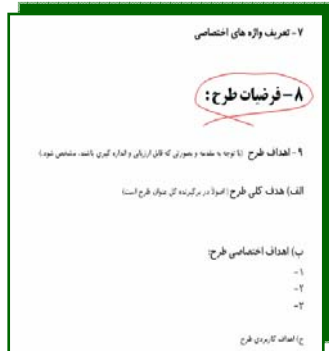 ۷- تعریف واژه های اختصاصی
۸- فرضیات طرح:
۹- اهداف طرح (با توجه به مقدمه و بصورتی که قابل ارزیابی و اندازه گیری باشد، مشخص شود.)
الف) هدف کلی طرح (اصولاً در برگیرنده کل عنوان طرح است)
ب) اهداف اختصاصی طرح:
۱-
۲-
۳-
ج) اهداف کاربردی طرح